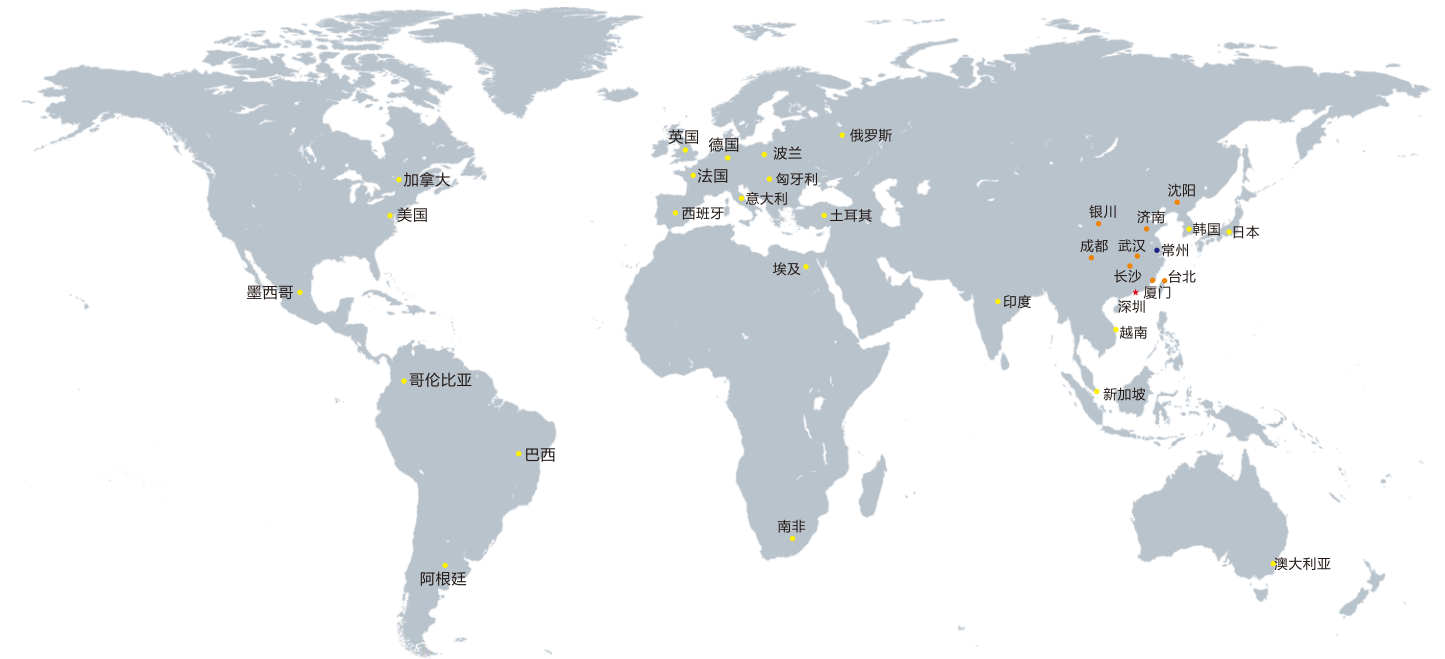 英国
德国
俄罗斯
波兰
加拿大
法国
匈牙利
沈阳
意大利
美国
西班牙
土耳其
银川
济南
韩国
日本
成都
武汉
常州
埃及
长沙
台北
墨西哥
厦门
印度
深圳
越南
哥伦比亚
新加坡
巴西
南非
澳大利亚
阿根廷